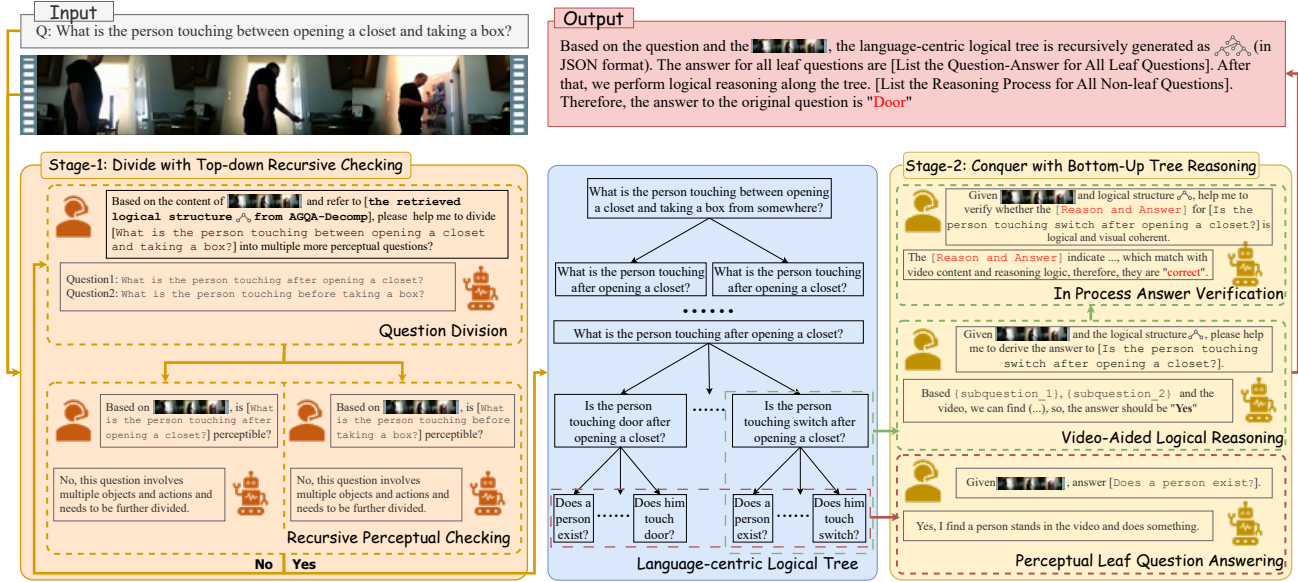 Input
Q: What is the person touching between opening a closet and taking a box?
Output
Based on the question and the , the language-centric logical tree is recursively generated as (in
JSON format). The answer for all leaf questions are [List the Question-Answer for All Leaf Questions]. After
that, we perform logical reasoning along the tree. [List the Reasoning Process for All Non-leaf Questions].
Therefore, the answer to the original question is "Door"
Stage-1: Divide with Top-down Recursive Checking
Based on the content of and refer to [the retrieved
logical structure from AGQA-Decomp], please help me to divide
[What is the person touching between opening a closet
and taking a box?] into multiple more perceptual questions?
Question1: What is the person touching after opening a closet?
Question2: What is the person touching before taking a box?
Question Division
Based on , is [What
is the person touching after
opening a closet?] perceptible?
No, this question involves
multiple objects and actions and
needs to be further divided.
Based on , is [What
is the person touching before
taking a box?] perceptible?
No, this question involves
multiple objects and actions and
needs to be further divided.
Recursive Perceptual Checking
No Yes
What is the person touching between opening
a closet and taking a box from somewhere?
What is the person touching
after opening a closet?
What is the person touching
after opening a closet?
......
What is the person touching after opening a closet?
......
Is the person
touching door after
opening a closet?
Is the person
touching switch after
opening a closet?
Does a
person
exist?
......
Does him
touch
door?
Does a
person
exist?
......
Does him
touch
switch?
Language-centric Logical Tree
Stage-2: Conquer with Bottom-Up Tree Reasoning
Given and logical structure , help me to
verify whether the [Reason and Answer] for [Is the
person touching switch after opening a closet?] is
logical and visual coherent.
The [Reason and Answer] indicate ..., which match with
video content and reasoning logic, therefore, they are "correct".
In Process Answer Verification
Given and the logical structure , please help
me to derive the answer to [Is the person touching
switch after opening a closet?].
Based {subquestion_1}, {subquestion_2} and the
video, we can find (...), so, the answer should be "Yes"
Video-Aided Logical Reasoning
Given , answer [Does a person exist?].
Yes, I find a person stands in the video and does something.
Perceptual Leaf Question Answering